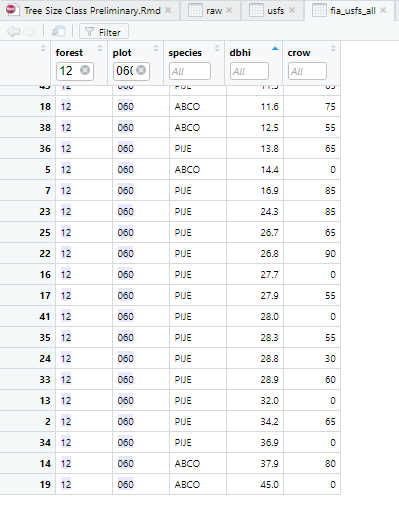 Tree Size Class Preliminary.Rmd × raw × usfs × fia_usfs_all ×
Filter
forest plot species dbhi crow
12 060 All All All
18 12 060 ABCO 11.6 75
38 12 060 ABCO 12.5 55
36 12 060 PIJE 13.8 65
5 12 060 ABCO 14.4 0
7 12 060 PIJE 16.9 85
23 12 060 PIJE 24.3 85
25 12 060 PIJE 26.7 65
22 12 060 PIJE 26.8 90
16 12 060 PIJE 27.7 0
17 12 060 PIJE 27.9 55
41 12 060 PIJE 28.0 0
35 12 060 PIJE 28.3 55
24 12 060 PIJE 28.8 30
33 12 060 PIJE 28.9 60
13 12 060 PIJE 32.0 0
2 12 060 PIJE 34.2 65
34 12 060 PIJE 36.9 0
14 12 060 ABCO 37.9 80
19 12 060 ABCO 45.0 0